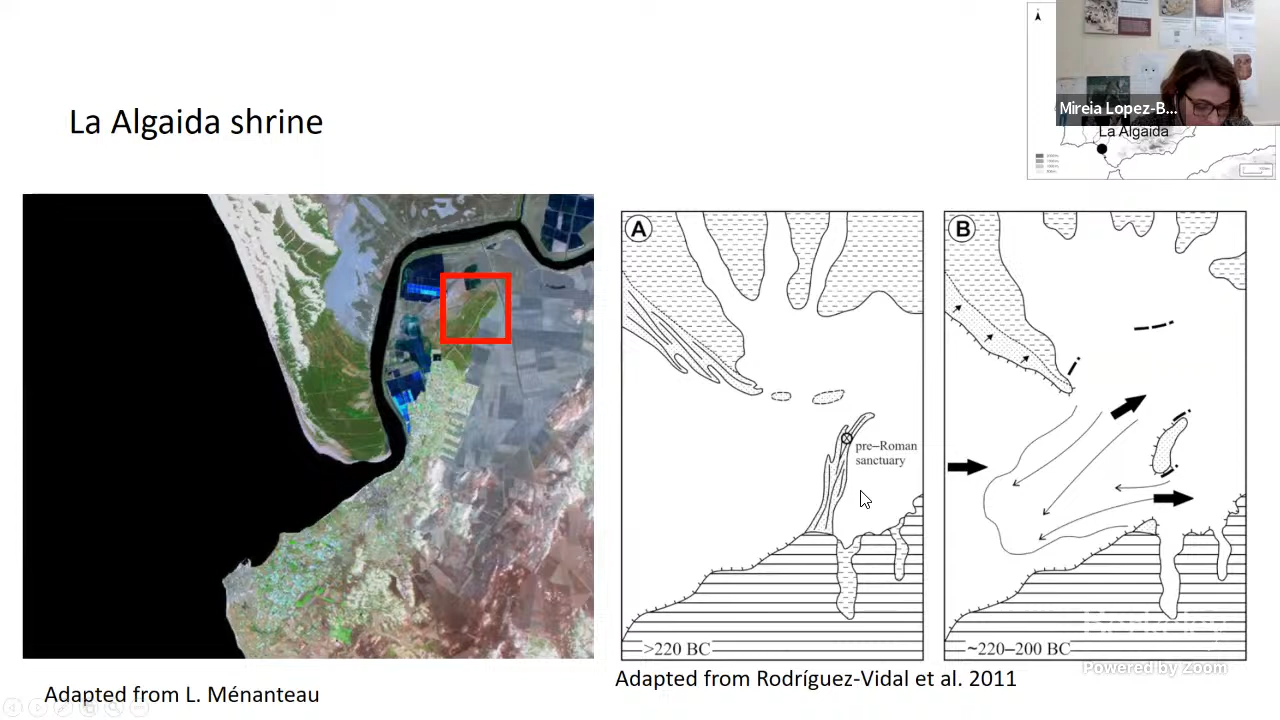 La Algaida shrine
Mireia Lopez-B...
La Algaida
A
pre–Roman
sanctuary
>220 BC
B
~220–200 BC
Powered by Zoom
Adapted from L. Ménanteau
Adapted from Rodríguez-Vidal et al. 2011